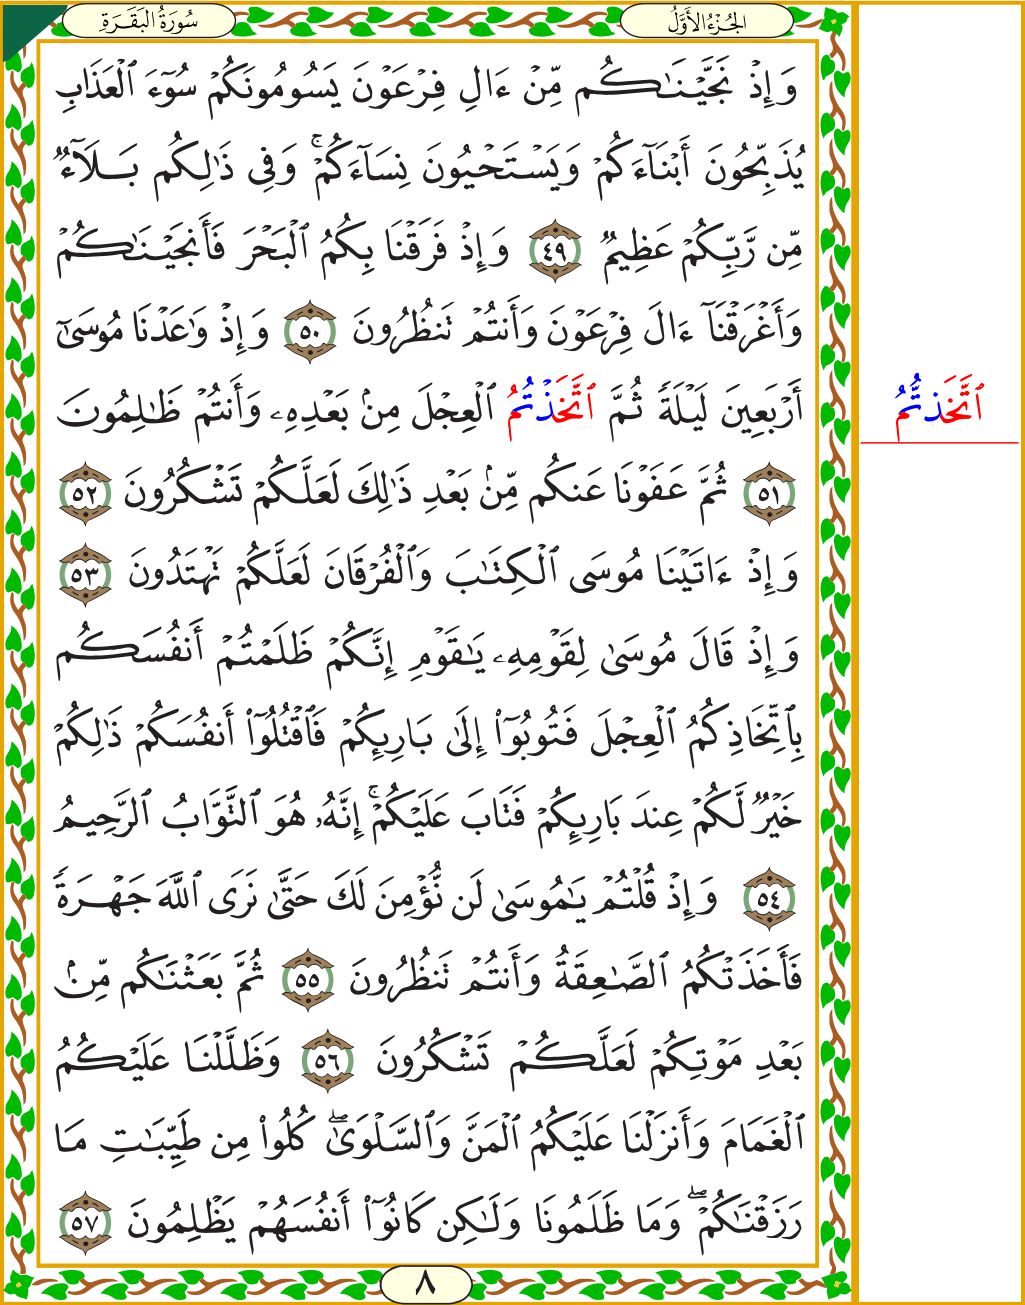 سُورَةُ البَقَرَةِ
الجُزْءُ الأَوَّلُ
وَإِذْ نَجَّيْنَٰكُم مِّنْ ءَالِ فِرْعَوْنَ يَسُومُونَكُمْ سُوٓءَ ٱلْعَذَابِ
يُذَبِّحُونَ أَبْنَآءَكُمْ وَيَسْتَحْيُونَ نِسَآءَكُمْ ۚ وَفِى ذَٰلِكُم بَلَآءٌ
مِّن رَّبِّكُمْ عَظِيمٌ ٤٩ وَإِذْ فَرَقْنَا بِكُمُ ٱلْبَحْرَ فَأَنجَيْنَٰكُمْ
وَأَغْرَقْنَآ ءَالَ فِرْعَوْنَ وَأَنتُمْ تَنظُرُونَ ٥٠ وَإِذْ وَٰعَدْنَا مُوسَىٰٓ
أَرْبَعِينَ لَيْلَةً ثُمَّ ٱتَّخَذْتُمُ ٱلْعِجْلَ مِنۢ بَعْدِهِۦ وَأَنتُمْ ظَٰلِمُونَ
ٱتَّخَذتُّمُ
٥١ ثُمَّ عَفَوْنَا عَنكُم مِّنۢ بَعْدِ ذَٰلِكَ لَعَلَّكُمْ تَشْكُرُونَ ٥٢
وَإِذْ ءَاتَيْنَا مُوسَى ٱلْكِتَٰبَ وَٱلْفُرْقَانَ لَعَلَّكُمْ تَهْتَدُونَ ٥٣
وَإِذْ قَالَ مُوسَىٰ لِقَوْمِهِۦ يَٰقَوْمِ إِنَّكُمْ ظَلَمْتُمْ أَنفُسَكُم
بِٱتِّخَاذِكُمُ ٱلْعِجْلَ فَتُوبُوٓا۟ إِلَىٰ بَارِئِكُمْ فَٱقْتُلُوٓا۟ أَنفُسَكُمْ ذَٰلِكُمْ
خَيْرٌ لَّكُمْ عِندَ بَارِئِكُمْ فَتَابَ عَلَيْكُمْ ۚ إِنَّهُۥ هُوَ ٱلتَّوَّابُ ٱلرَّحِيمُ
٥٤ وَإِذْ قُلْتُمْ يَٰمُوسَىٰ لَن نُّؤْمِنَ لَكَ حَتَّىٰ نَرَى ٱللَّهَ جَهْرَةً
فَأَخَذَتْكُمُ ٱلصَّٰعِقَةُ وَأَنتُمْ تَنظُرُونَ ٥٥ ثُمَّ بَعَثْنَٰكُم مِّنۢ
بَعْدِ مَوْتِكُمْ لَعَلَّكُمْ تَشْكُرُونَ ٥٦ وَظَلَّلْنَا عَلَيْكُمُ
ٱلْغَمَامَ وَأَنزَلْنَا عَلَيْكُمُ ٱلْمَنَّ وَٱلسَّلْوَىٰ ۖ كُلُوا۟ مِن طَيِّبَٰتِ مَا
رَزَقْنَٰكُمْ ۖ وَمَا ظَلَمُونَا وَلَٰكِن كَانُوٓا۟ أَنفُسَهُمْ يَظْلِمُونَ ٥٧
٨